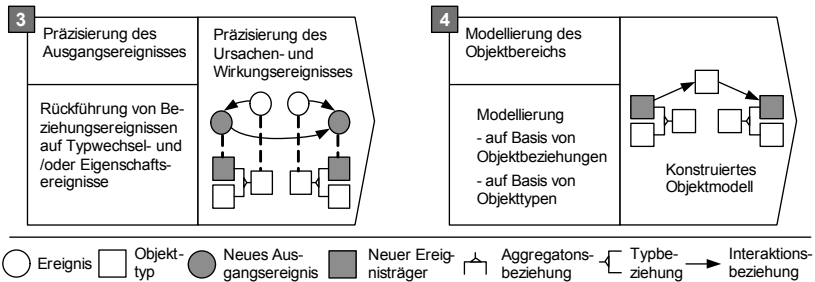 3
Präzisierung des
Ausgangsereignisses
Präzisierung des
Ursachen- und
Wirkungsereignisses
Rückführung von Be-
ziehungsereignissen
auf Typwechsel- und
/oder Eigenschafts-
ereignisse
4
Modellierung des
Objektbereichs
Modellierung
- auf Basis von
Objektbeziehungen
- auf Basis von
Objekttypen
Konstruiertes
Objektmodell
Ereignis
Objekt-
typ
Neues Aus-
gangsereignis
Neuer Ereig-
nisträger
Aggregatons-
beziehung
Typbe-
ziehung
Interaktions-
beziehung